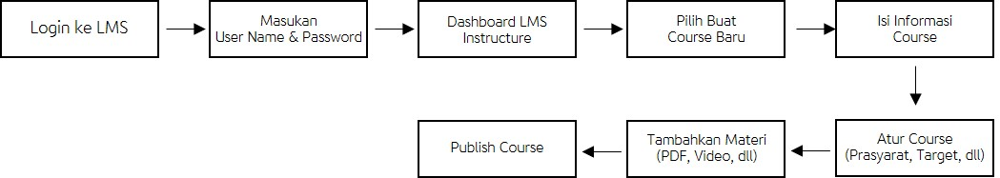 Login ke LMS
Masukan
User Name & Password
Dashboard LMS
Instructure
Pilih Buat
Course Baru
Isi Informasi
Course
Atur Course
(Prasyarat, Target, dll)
Tambahkan Materi
(PDF, Video, dll)
Publish Course